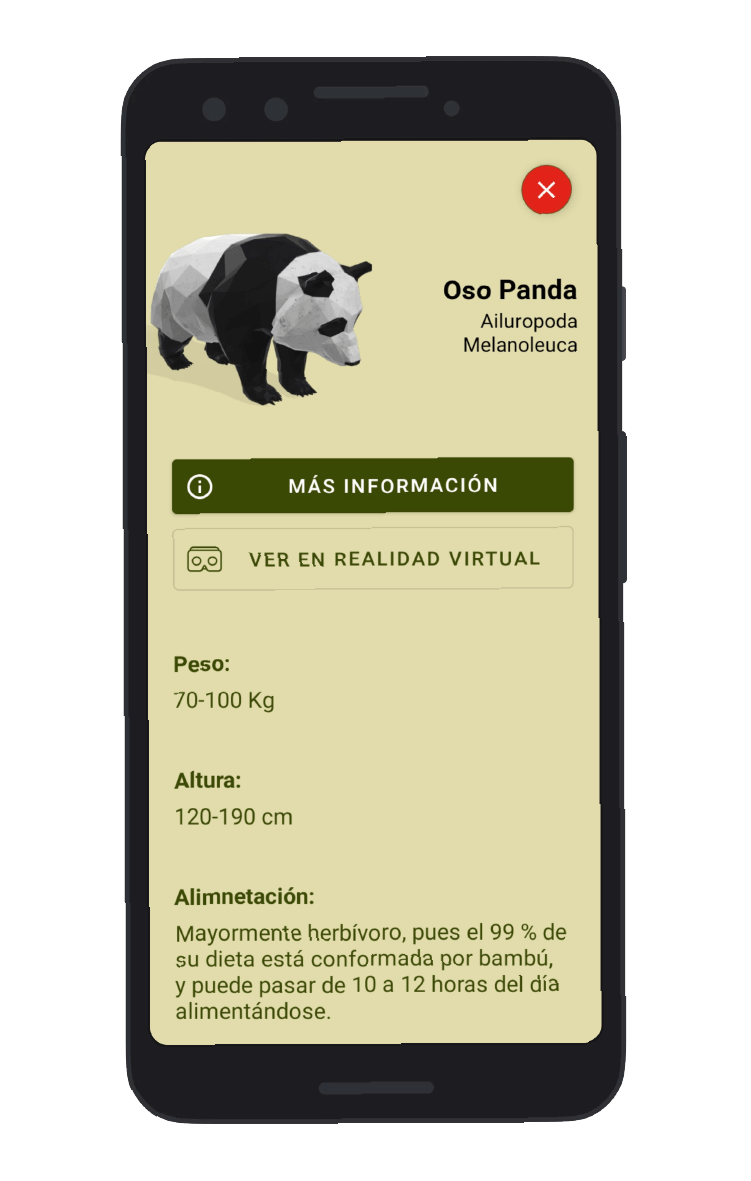 Oso Panda
Ailuropoda
Melanoleuca
MÁS INFORMACIÓN
VER EN REALIDAD VIRTUAL
Peso:
70-100 Kg
Altura:
120-190 cm
Alimnetación:
Mayormente herbívoro, pues el 99 % de
su dieta está conformada por bambú,
y puede pasar de 10 a 12 horas del día
alimentándose.